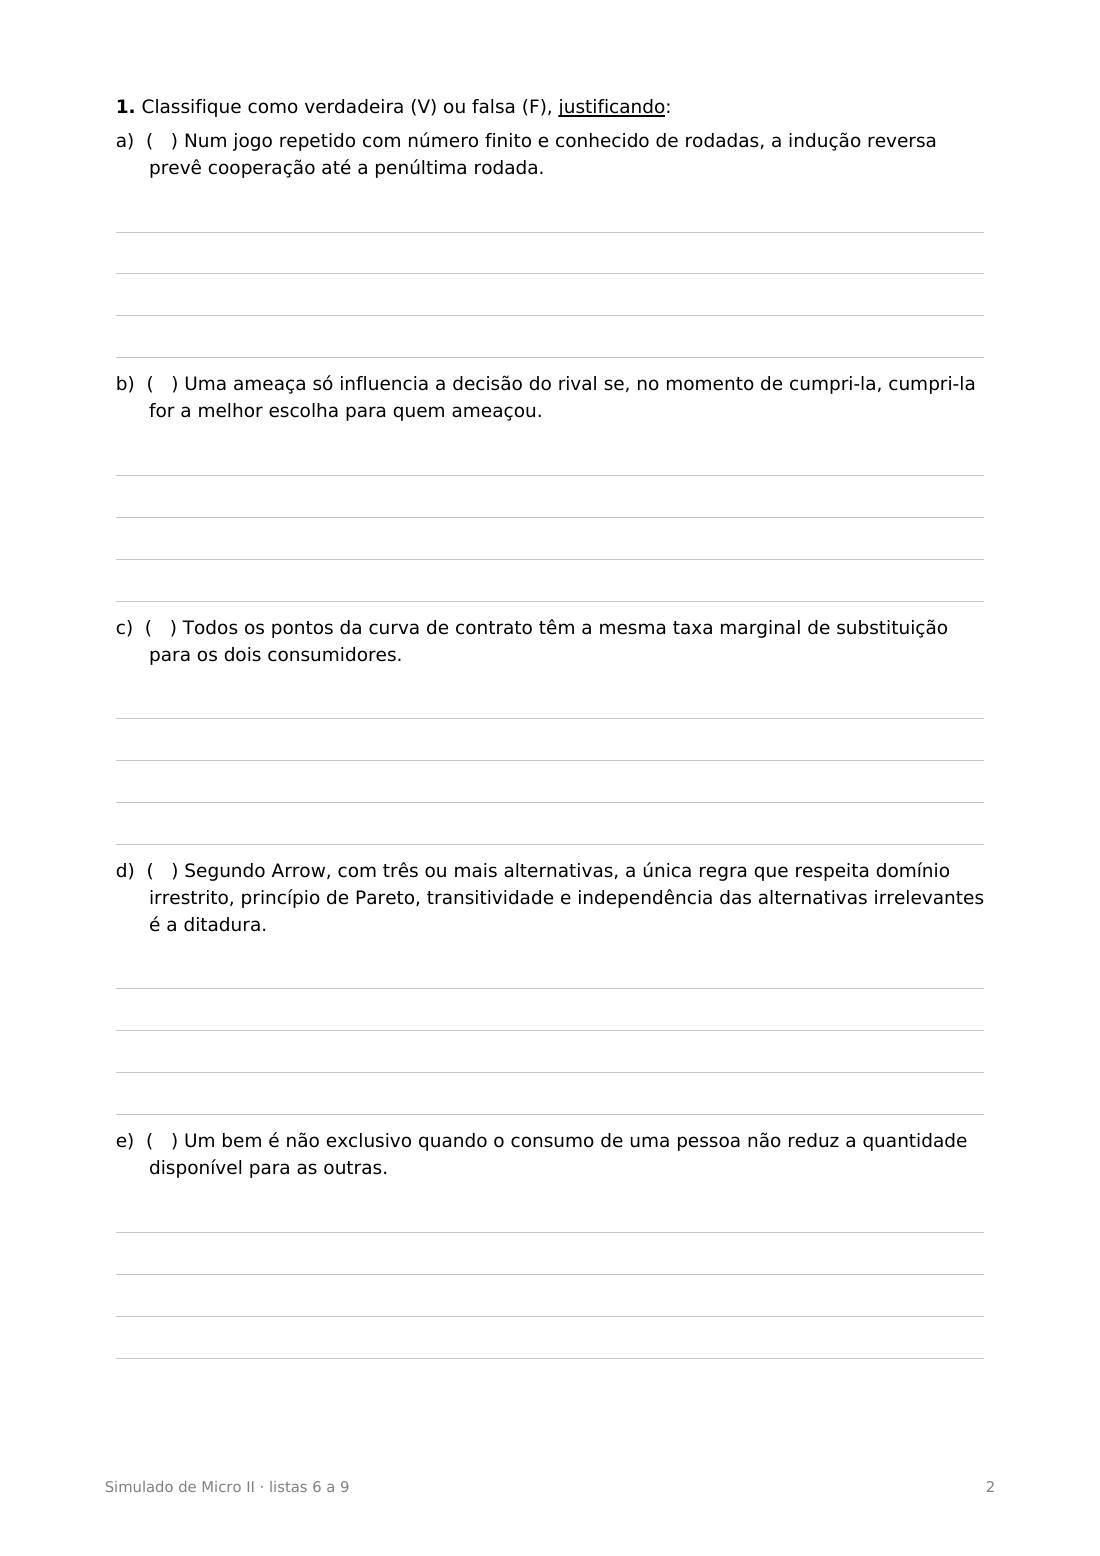 1. Classifique como verdadeira (V) ou falsa (F), justificando:
a) (   ) Num jogo repetido com número finito e conhecido de rodadas, a indução reversa
prevê cooperação até a penúltima rodada.
b) (   ) Uma ameaça só influencia a decisão do rival se, no momento de cumpri-la, cumpri-la
for a melhor escolha para quem ameaçou.
c) (   ) Todos os pontos da curva de contrato têm a mesma taxa marginal de substituição
para os dois consumidores.
d) (   ) Segundo Arrow, com três ou mais alternativas, a única regra que respeita domínio
irrestrito, princípio de Pareto, transitividade e independência das alternativas irrelevantes
é a ditadura.
e) (   ) Um bem é não exclusivo quando o consumo de uma pessoa não reduz a quantidade
disponível para as outras.
Simulado de Micro II · listas 6 a 9
2